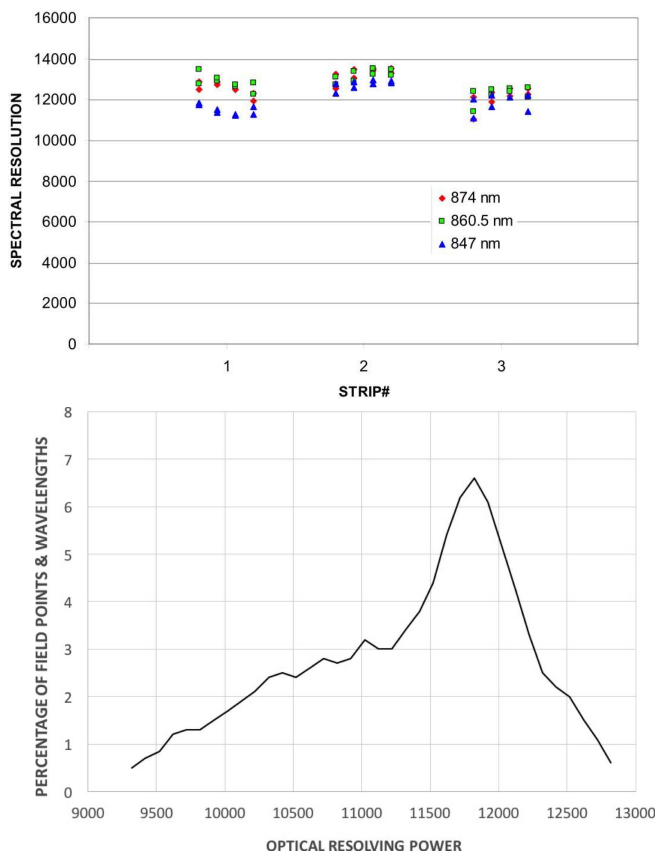 16000
14000
12000
10000
8000
6000
4000
2000
0
SPECTRAL RESOLUTION
874 nm
860.5 nm
847 nm
1 2 3
STRIP#
8
7
6
5
4
3
2
1
0
PERCENTAGE OF FIELD POINTS & WAVELENGTHS
9000 9500 10000 10500 11000 11500 12000 12500 13000
OPTICAL RESOLVING POWER